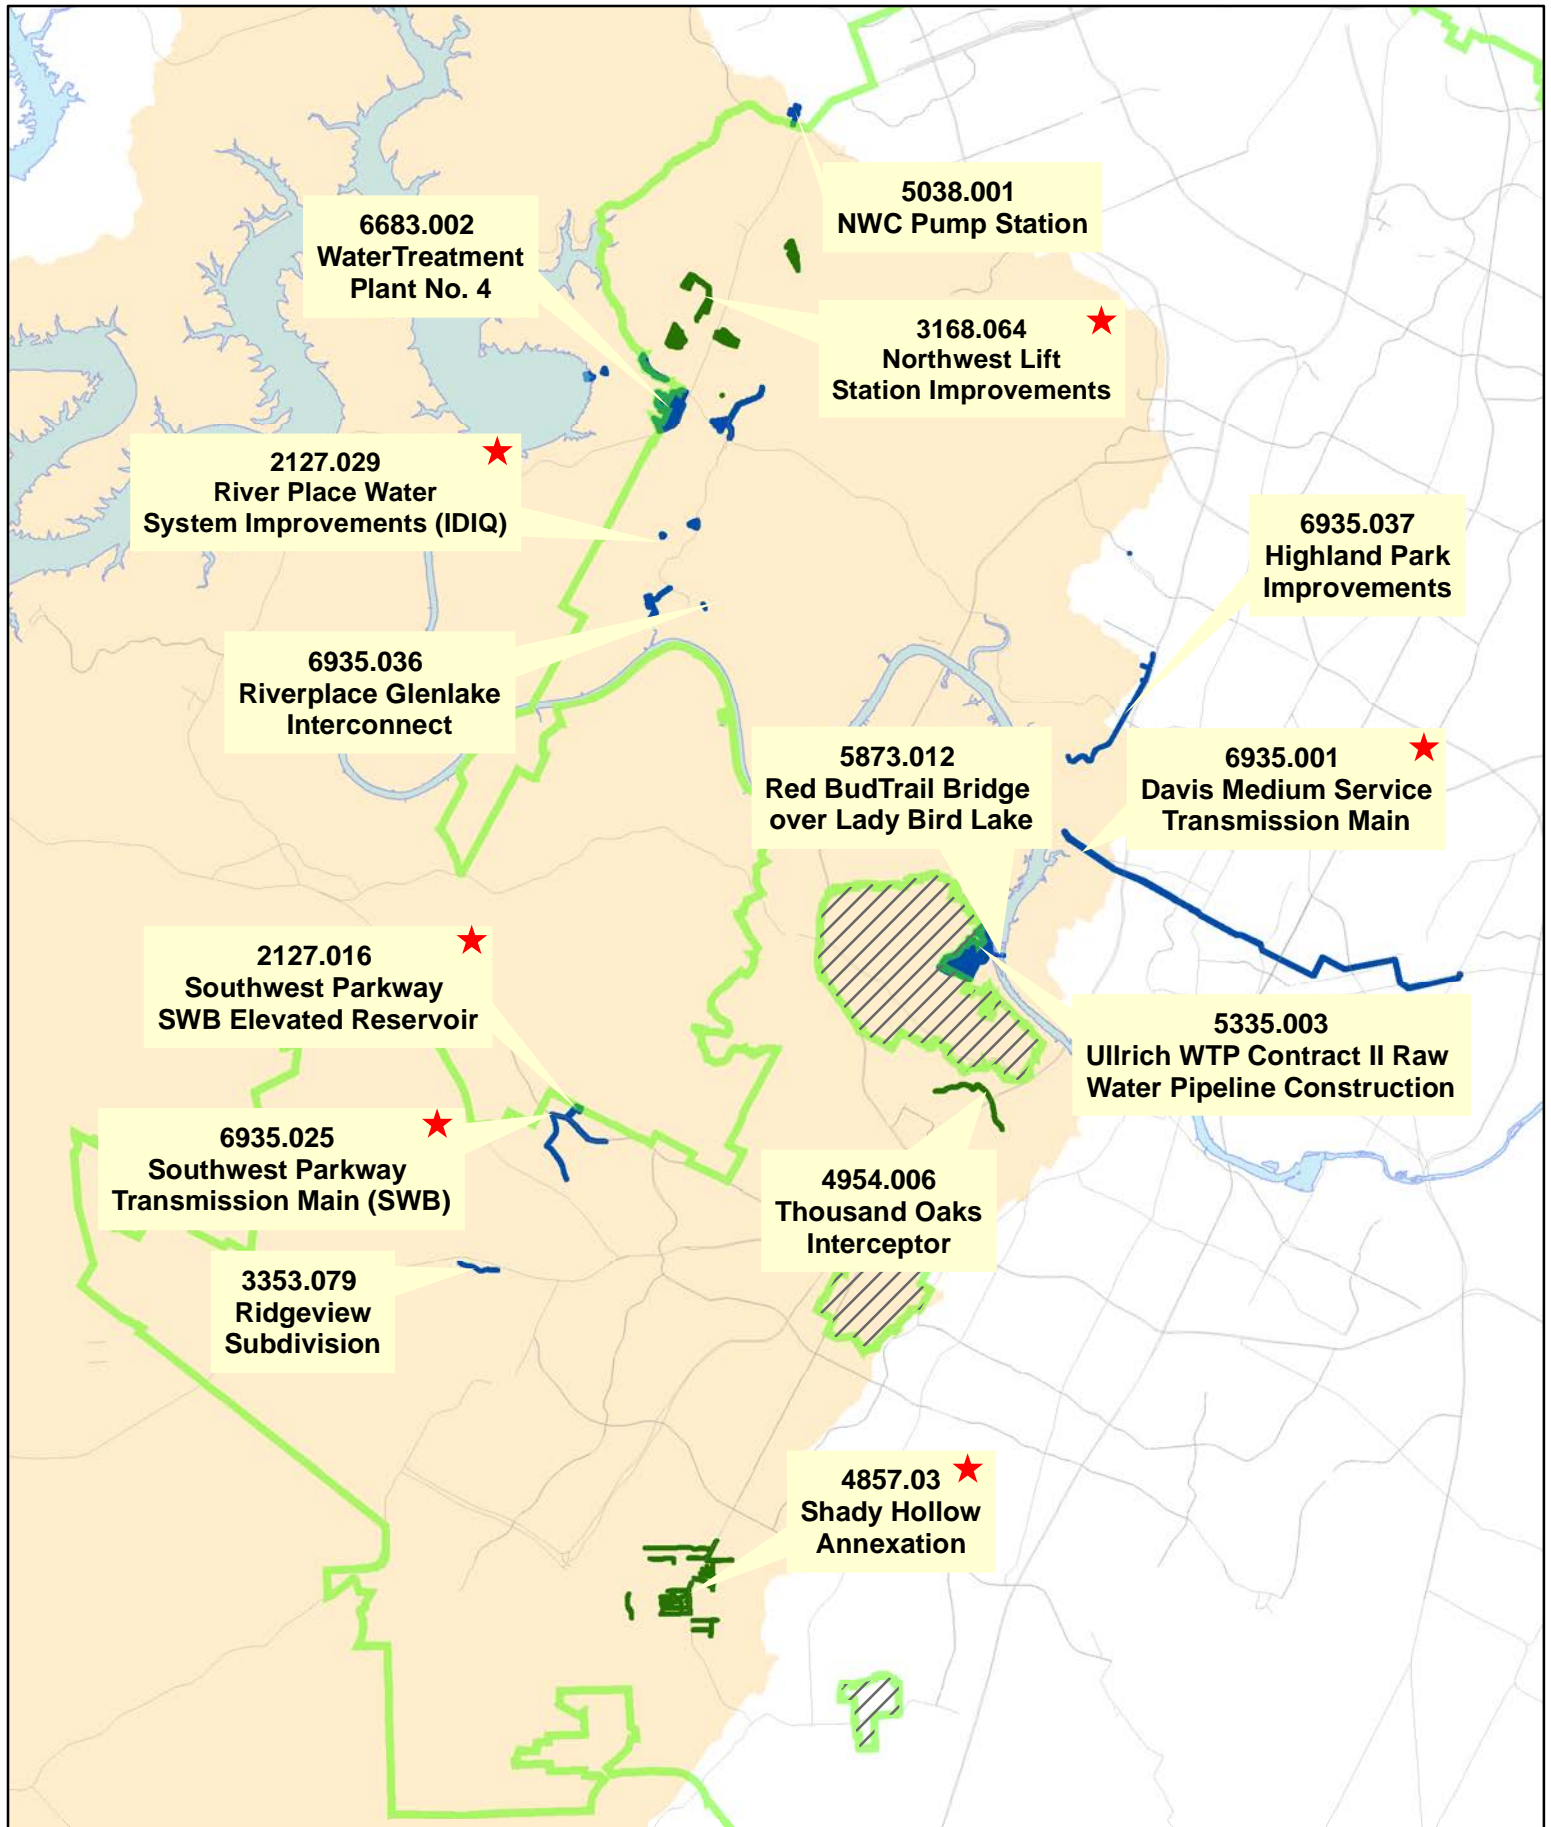 5038.001
NWC Pump Station
6683.002
WaterTreatment
Plant No. 4
3168.064
Northwest Lift
Station Improvements
2127.029
River Place Water
System Improvements (IDIQ)
6935.037
Highland Park
Improvements
6935.036
Riverplace Glenlake
Interconnect
5873.012
Red BudTrail Bridge
over Lady Bird Lake
6935.001
Davis Medium Service
Transmission Main
2127.016
Southwest Parkway
SWB Elevated Reservoir
5335.003
Ullrich WTP Contract II Raw
Water Pipeline Construction
6935.025
Southwest Parkway
Transmission Main (SWB)
4954.006
Thousand Oaks
Interceptor
3353.079
Ridgeview
Subdivision
4857.03
Shady Hollow
Annexation